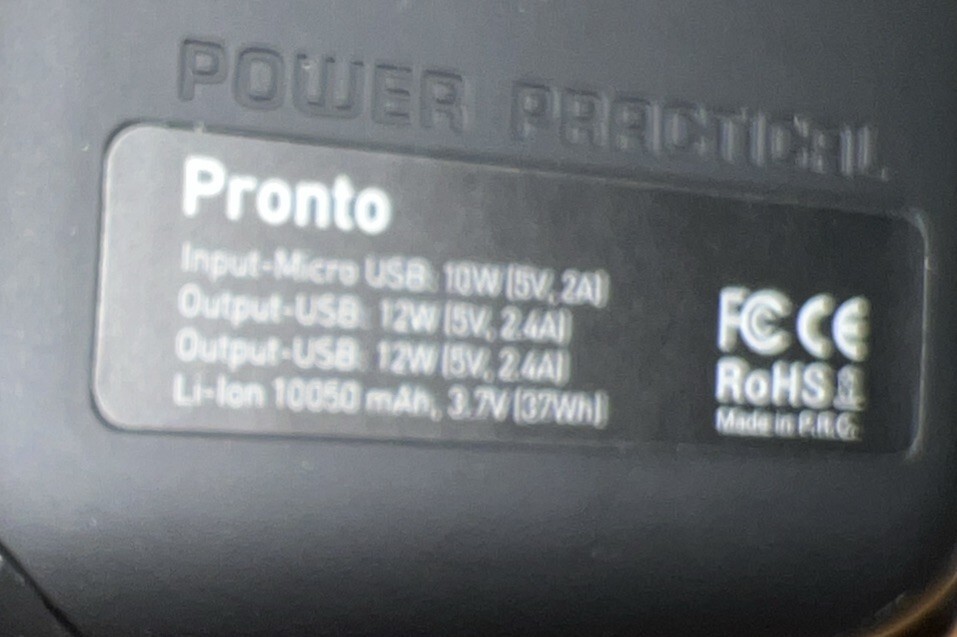 POWER PRACTICAL
Pronto
Input-Micro USB: 10W (5V, 2A)
Output-USB: 12W (5V, 2.4A)
Output-USB: 12W (5V, 2.4A)
Li-Ion 10050 mAh, 3.7V (37Wh)
FC CE
RoHS
Made in P.R.C.